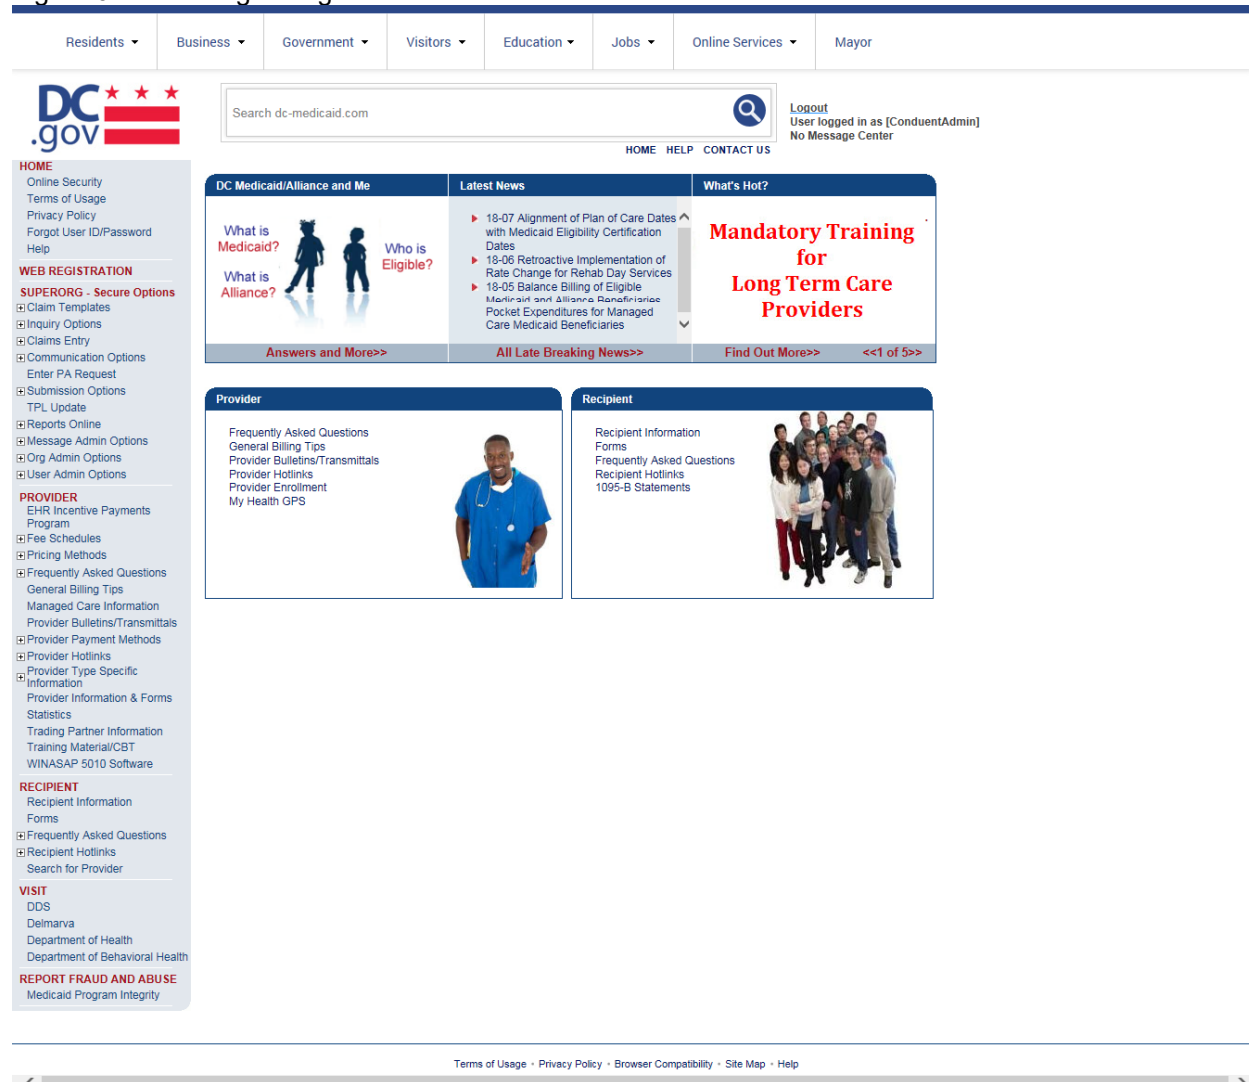 Residents
Business
Government
Visitors
Education
Jobs
Online Services
Mayor
DC
.gov
Search dc-medicaid.com
Logout
User logged in as [ConduentAdmin]
No Message Center
HOME HELP CONTACT US
HOME
Online Security
Terms of Usage
Privacy Policy
Forgot User ID/Password
Help
WEB REGISTRATION
SUPERORG - Secure Options
Claim Templates
Inquiry Options
Claims Entry
Communication Options
Enter PA Request
Submission Options
TPL Update
Reports Online
Message Admin Options
Org Admin Options
User Admin Options
PROVIDER
EHR Incentive Payments
Program
Fee Schedules
Pricing Methods
Frequently Asked Questions
General Billing Tips
Managed Care Information
Provider Bulletins/Transmittals
Provider Payment Methods
Provider Hotlinks
Provider Type Specific
Information
Provider Information & Forms
Statistics
Trading Partner Information
Training Material/CBT
WINASAP 5010 Software
RECIPIENT
Recipient Information
Forms
Frequently Asked Questions
Recipient Hotlinks
Search for Provider
VISIT
DDS
Delmarva
Department of Health
Department of Behavioral Health
REPORT FRAUD AND ABUSE
Medicaid Program Integrity
DC Medicaid/Alliance and Me
What is
Medicaid?
What is
Alliance?
Who is
Eligible?
Answers and More>>
Latest News
18-07 Alignment of Plan of Care Dates
with Medicaid Eligibility Certification
Dates
18-06 Retroactive Implementation of
Rate Change for Rehab Day Services
18-05 Balance Billing of Eligible
Medicaid and Alliance Beneficiaries
Pocket Expenditures for Managed
Care Medicaid Beneficiaries
All Late Breaking News>>
What's Hot?
Mandatory Training
for
Long Term Care
Providers
Find Out More>> <<1 of 5>>
Provider
Frequently Asked Questions
General Billing Tips
Provider Bulletins/Transmittals
Provider Hotlinks
Provider Enrollment
My Health GPS
Recipient
Recipient Information
Forms
Frequently Asked Questions
Recipient Hotlinks
1095-B Statements
Terms of Usage • Privacy Policy • Browser Compatibility • Site Map • Help